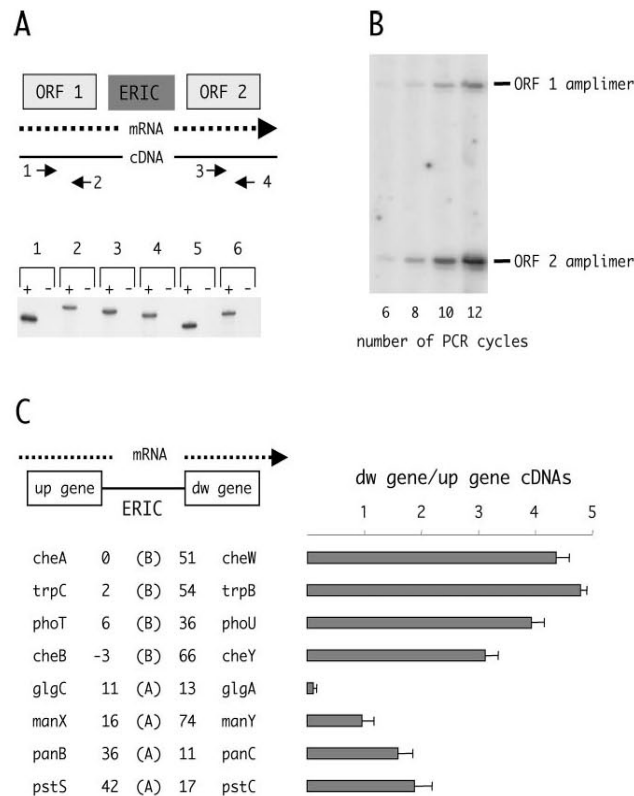 A
ORF 1 ERIC ORF 2
mRNA
cDNA
1 2 3 4
1 2 3 4 5 6
+ - + - + - + - + - + -
B
ORF 1 amplimer
ORF 2 amplimer
6 8 10 12
number of PCR cycles
C
mRNA
up gene dw gene
ERIC
dw gene/up gene cDNAs
1 2 3 4 5
cheA 0 (B) 51 cheW
trpC 2 (B) 54 trpB
phoT 6 (B) 36 phoU
cheB -3 (B) 66 cheY
glgC 11 (A) 13 glgA
manX 16 (A) 74 manY
panB 36 (A) 11 panC
pstS 42 (A) 17 pstC